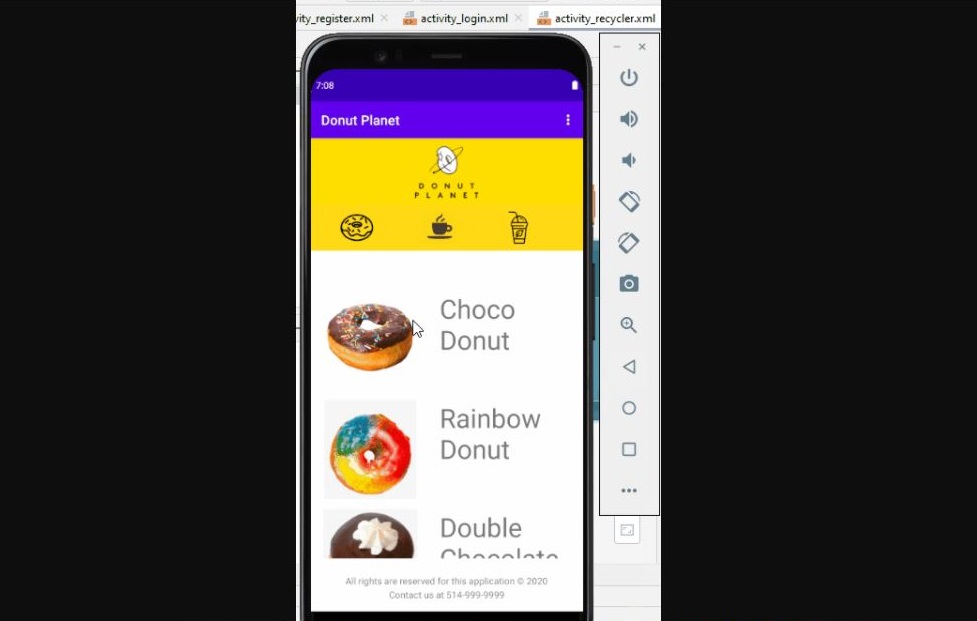 ity_register.xml
activity_login.xml
activity_recycler.xml
7:08
Donut Planet
DONUT
PLANET
Choco
Donut
Rainbow
Donut
Double
Chocolate
All rights are reserved for this application © 2020
Contact us at 514-999-9999